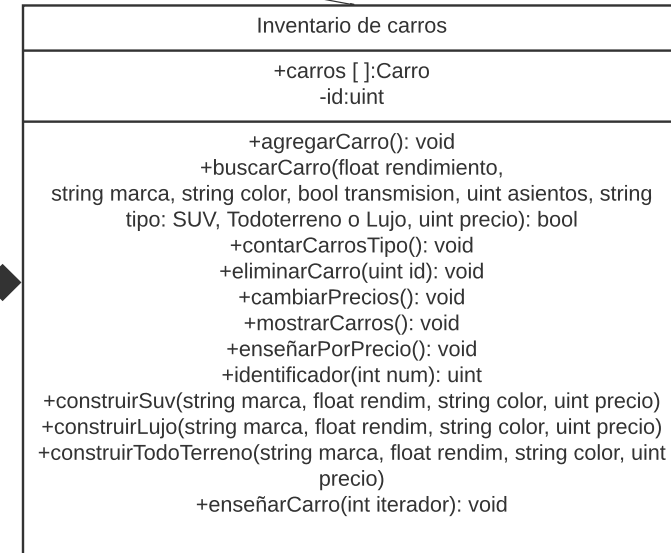 Inventario de carros
+carros [ ]:Carro
-id:uint
+agregarCarro(): void
+buscarCarro(float rendimiento,
string marca, string color, bool transmision, uint asientos, string
tipo: SUV, Todoterreno o Lujo, uint precio): bool
+contarCarrosTipo(): void
+eliminarCarro(uint id): void
+cambiarPrecios(): void
+mostrarCarros(): void
+enseñarPorPrecio(): void
+identificador(int num): uint
+construirSuv(string marca, float rendim, string color, uint precio)
+construirLujo(string marca, float rendim, string color, uint precio)
+construirTodoTerreno(string marca, float rendim, string color, uint
precio)
+enseñarCarro(int iterador): void